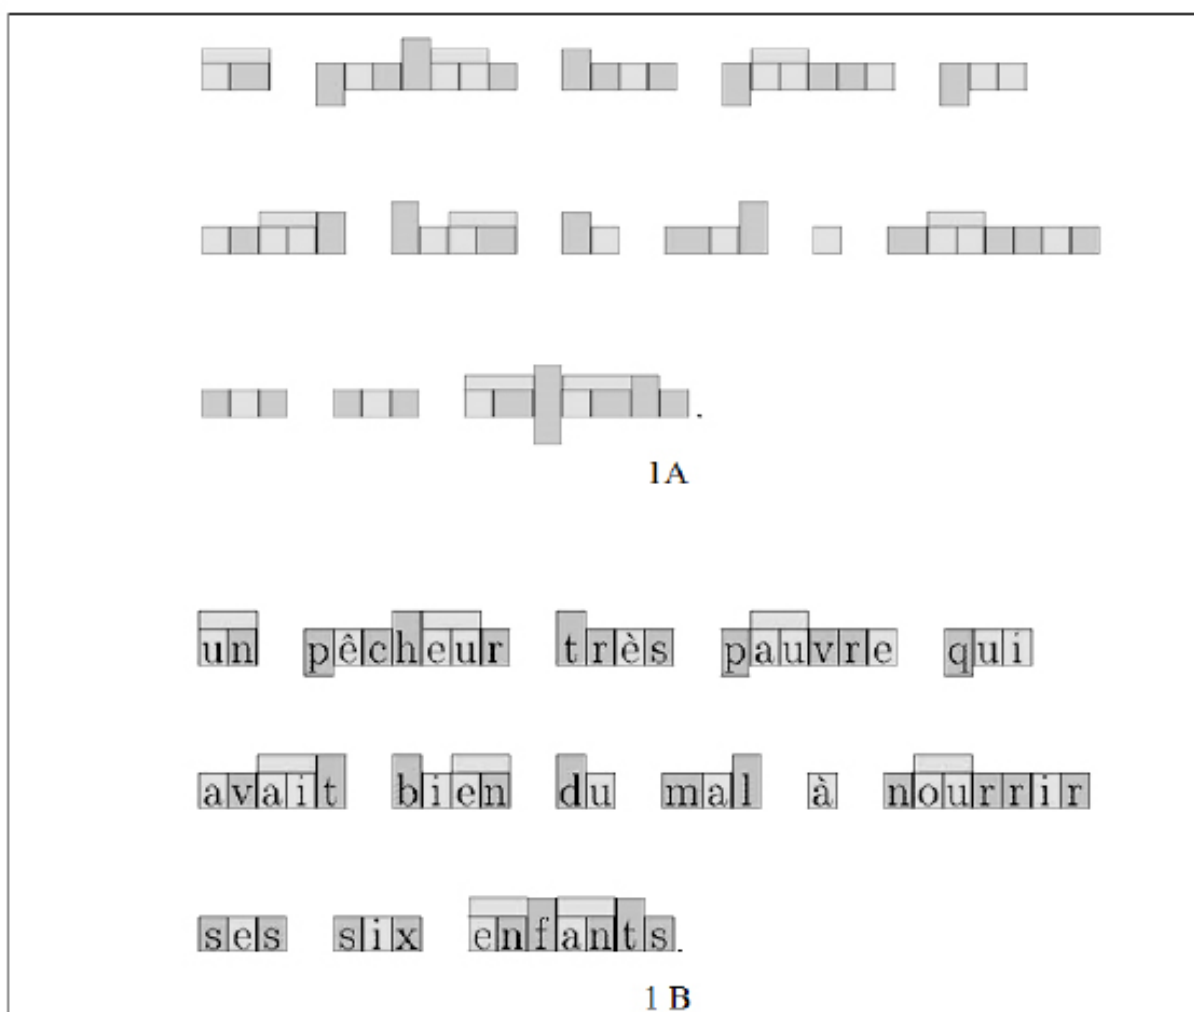 .
1A
un pêcheur très pauvre qui
avait bien du mal à nourrir
ses six enfants.
1 B